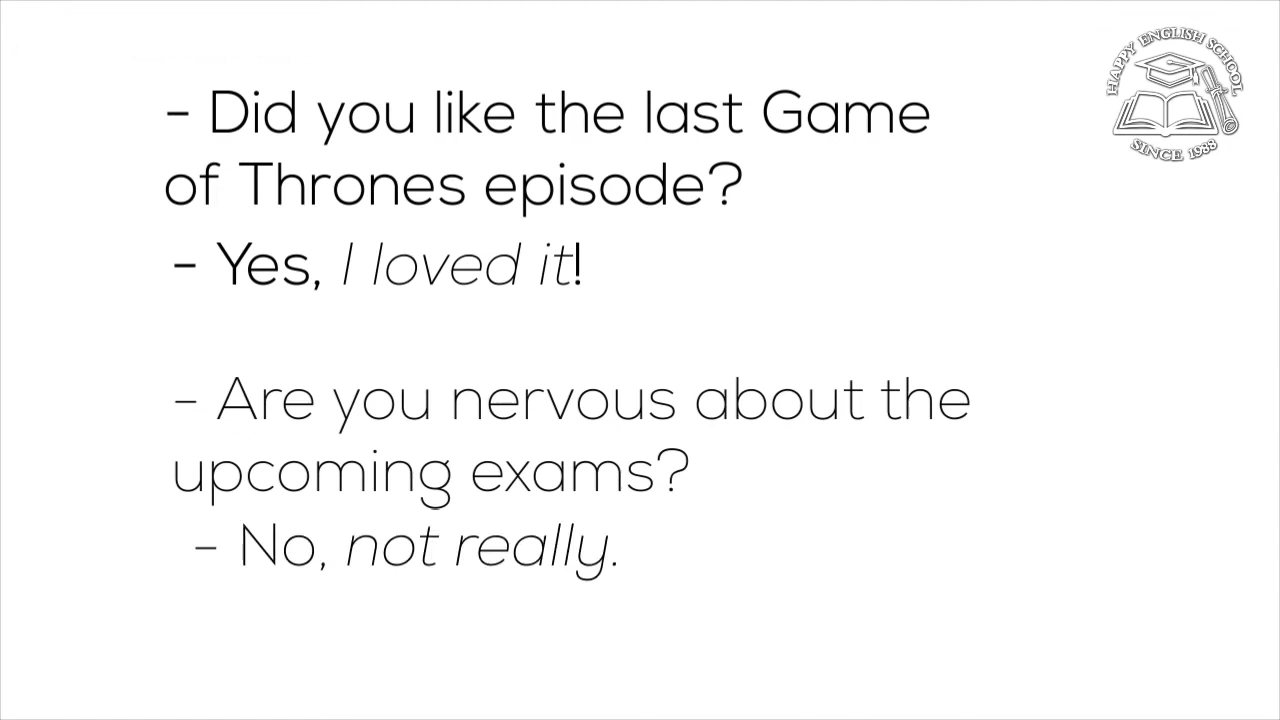 HAPPY ENGLISH SCHOOL
SINCE 1988
- Did you like the last Game
of Thrones episode?
- Yes, I loved it!
- Are you nervous about the
upcoming exams?
- No, not really.